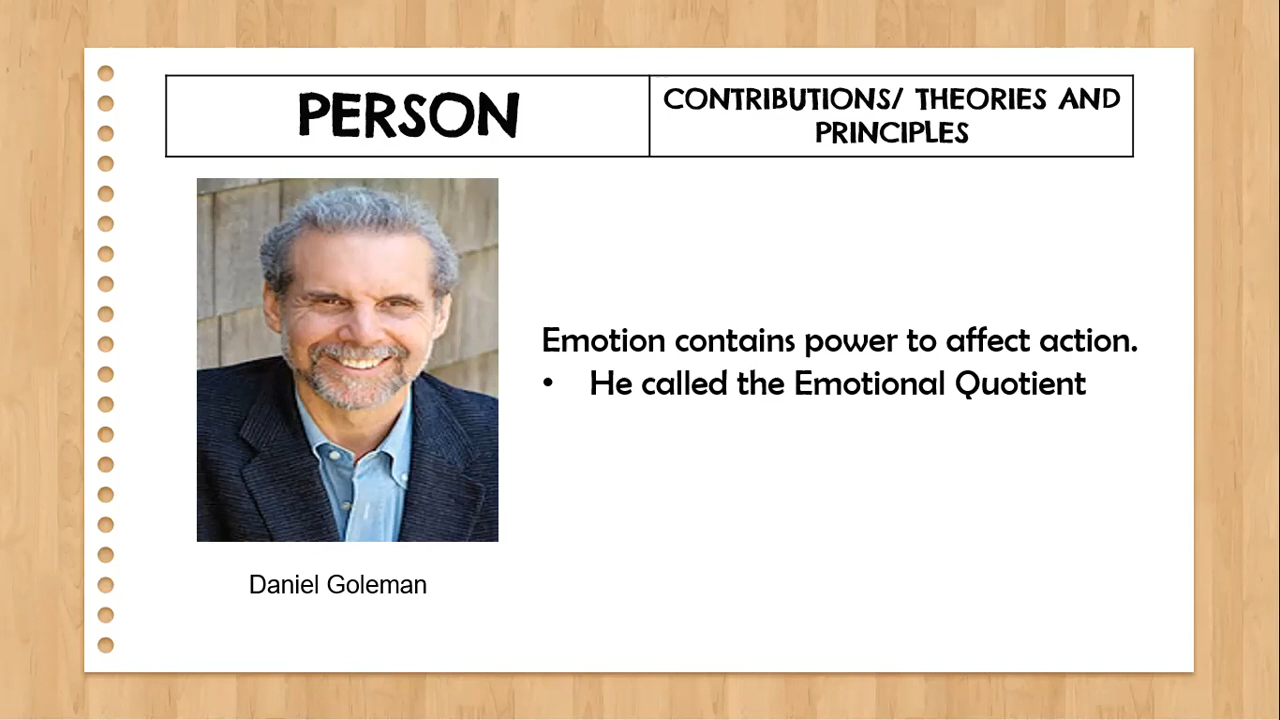 PERSON
CONTRIBUTIONS/ THEORIES AND
PRINCIPLES
Emotion contains power to affect action.
• He called the Emotional Quotient
Daniel Goleman